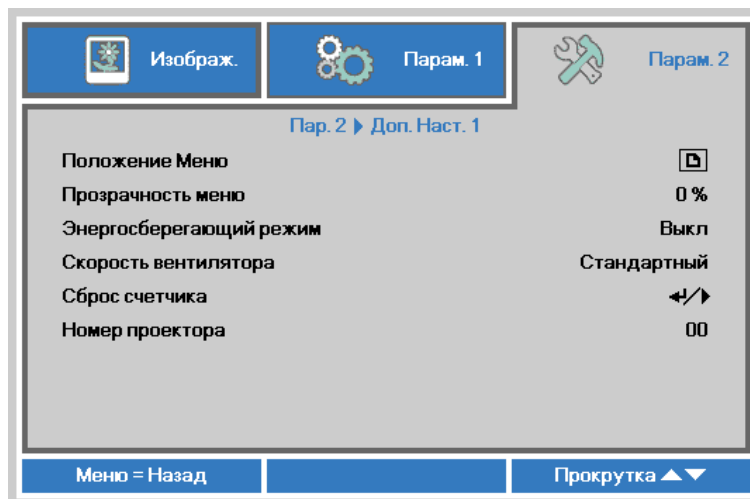 Изображ.
Парам. 1
Парам. 2
Пар. 2 Доп. Наст. 1
Положение Меню
Прозрачность меню 0 %
Энергосберегающий режим Выкл
Скорость вентилятора Стандартный
Сброс счетчика
Номер проектора 00
Меню = Назад
Прокрутка